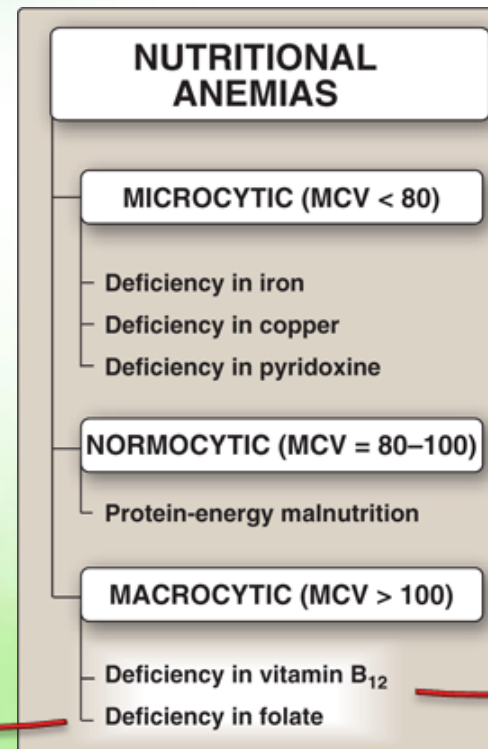 NUTRITIONAL
ANEMIAS
MICROCYTIC (MCV < 80)
Deficiency in iron
Deficiency in copper
Deficiency in pyridoxine
NORMOCYTIC (MCV = 80–100)
Protein-energy malnutrition
MACROCYTIC (MCV > 100)
Deficiency in vitamin B12
Deficiency in folate